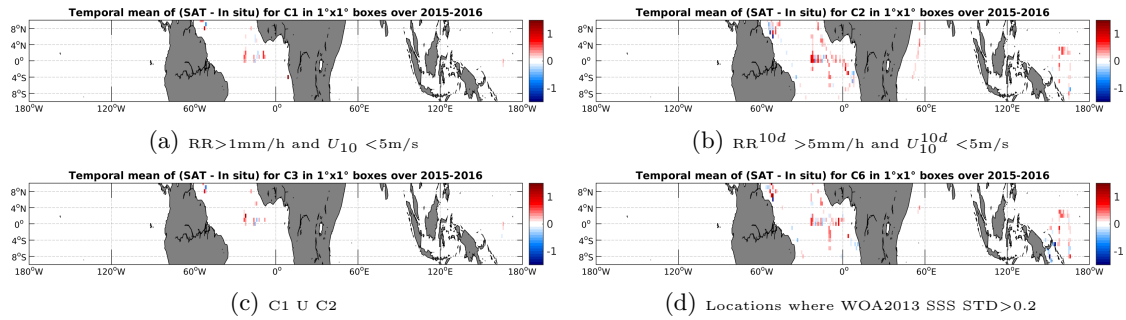 Temporal mean of (SAT - In situ) for C1 in 1°x1° boxes over 2015-2016
8°N
4°N
0°
4°S
8°S
180°W 120°W 60°W 0° 60°E 120°E 180°W
1
0
-1
(a) RR>1mm/h and U10 <5m/s
Temporal mean of (SAT - In situ) for C2 in 1°x1° boxes over 2015-2016
8°N
4°N
0°
4°S
8°S
180°W 120°W 60°W 0° 60°E 120°E 180°W
1
0
-1
(b) RR10d >5mm/h and U10d10 <5m/s
Temporal mean of (SAT - In situ) for C3 in 1°x1° boxes over 2015-2016
8°N
4°N
0°
4°S
8°S
180°W 120°W 60°W 0° 60°E 120°E 180°W
1
0
-1
(c) C1 U C2
Temporal mean of (SAT - In situ) for C6 in 1°x1° boxes over 2015-2016
8°N
4°N
0°
4°S
8°S
180°W 120°W 60°W 0° 60°E 120°E 180°W
1
0
-1
(d) Locations where WOA2013 SSS STD>0.2